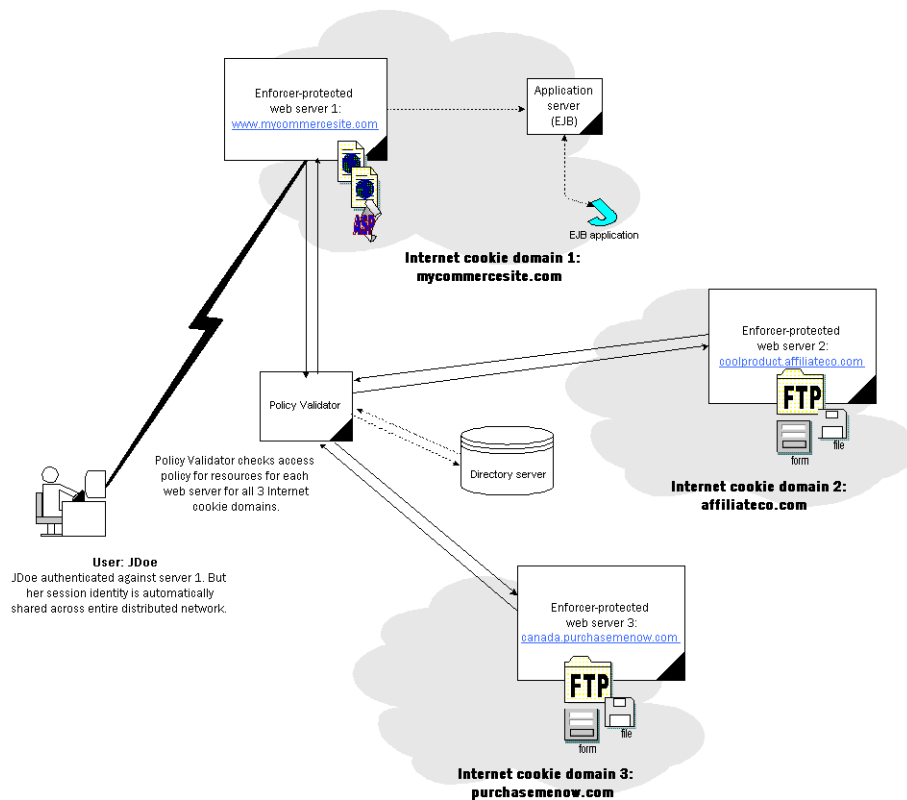 Enforcer-protected
web server 1:
www.mycommercesite.com
Application
server
(EJB)
ASP
EJB application
Internet cookie domain 1:
mycommercesite.com
Enforcer-protected
web server 2:
coolproduct.affiliateco.com
FTP
file
form
Internet cookie domain 2:
affiliateco.com
Policy Validator
Directory server
Policy Validator checks access
policy for resources for each
web server for all 3 Internet
cookie domains.
User: JDoe
JDoe authenticated against server 1. But
her session identity is automatically
shared across entire distributed network.
Enforcer-protected
web server 3:
canada.purchasemenow.com
FTP
file
form
Internet cookie domain 3:
purchasemenow.com